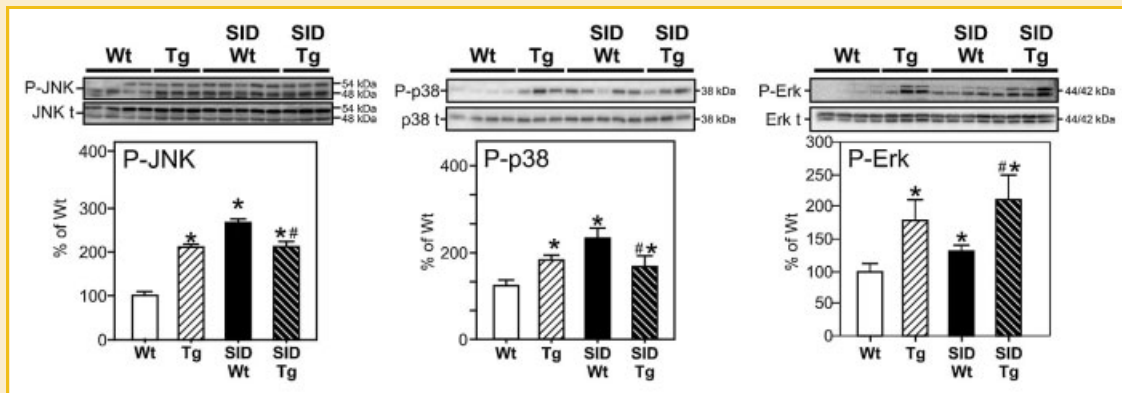 SID SID
Wt Tg Wt Tg
P-JNK 54 kDa
48 kDa
JNK t 54 kDa
48 kDa
P-JNK
% of Wt
400
300
200
100
0
*
*
*#
Wt Tg SID SID
Wt Tg
SID SID
Wt Tg Wt Tg
P-p38 38 kDa
p38 t 38 kDa
P-p38
% of Wt
400
200
0
*
*
#*
Wt Tg SID SID
Wt Tg
SID SID
Wt Tg Wt Tg
P-Erk 44/42 kDa
Erk t 44/42 kDa
P-Erk
% of Wt
300
250
200
150
100
50
0
*
*
#*
Wt Tg SID SID
Wt Tg